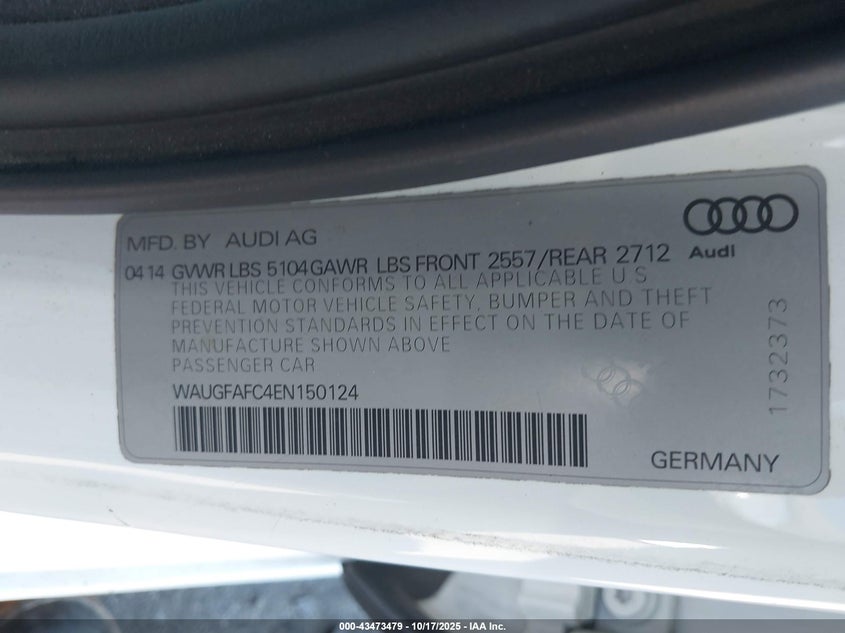 MFD. BY AUDI AG
Audi
04 14 GVWR LBS 5104 GAWR LBS FRONT 2557/REAR 2712
THIS VEHICLE CONFORMS TO ALL APPLICABLE U.S
FEDERAL MOTOR VEHICLE SAFETY, BUMPER AND THEFT
PREVENTION STANDARDS IN EFFECT ON THE DATE OF
MANUFACTURE SHOWN ABOVE
PASSENGER CAR
WAUGFAFC4EN150124
GERMANY
1732373
000-43473479 | 10/17/2025 - © IAA Inc.